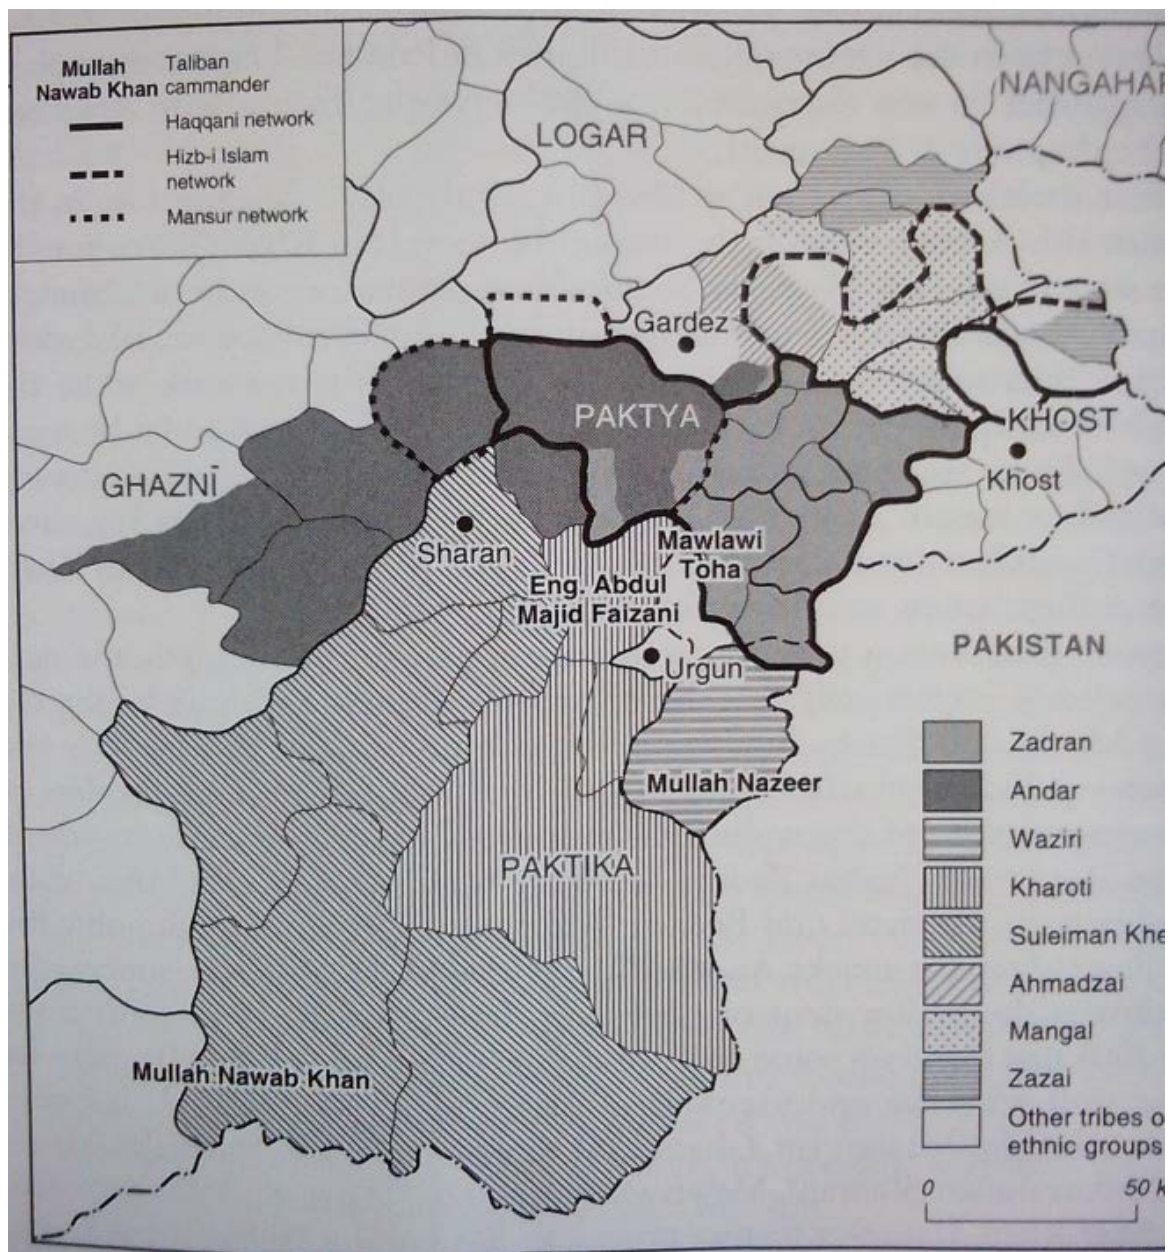 Mullah
Nawab Khan
Taliban
cammander
Haqqani network
Hizb-i Islam
network
Mansur network
NANGAHAR
LOGAR
Gardez
PAKTYA
KHOST
Khost
GHAZNĪ
Sharan
Mawlawi
Toha
Eng. Abdul
Majid Faizani
Urgun
PAKISTAN
Mullah Nazeer
PAKTIKA
Mullah Nawab Khan
Zadran
Andar
Waziri
Kharoti
Suleiman Khe
Ahmadzai
Mangal
Zazai
Other tribes o
ethnic groups
0 50 k